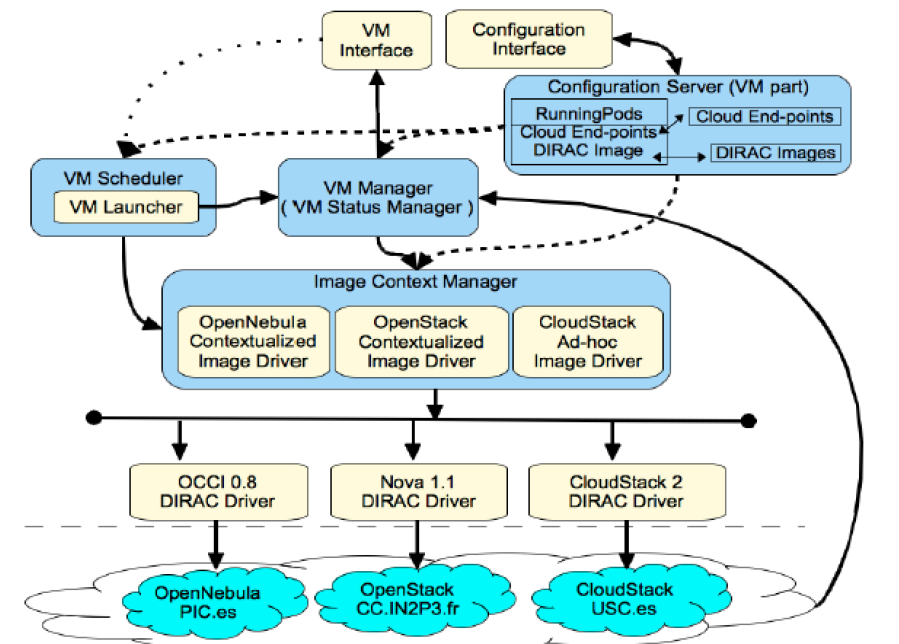 VM
Interface
Configuration
Interface
Configuration Server (VM part)
RunningPods
Cloud End-points
DIRAC Image
Cloud End-points
DIRAC Images
VM Scheduler
VM Launcher
VM Manager
( VM Status Manager )
Image Context Manager
OpenNebula
Contextualized
Image Driver
OpenStack
Contextualized
Image Driver
CloudStack
Ad-hoc
Image Driver
OCCI 0.8
DIRAC Driver
Nova 1.1
DIRAC Driver
CloudStack 2
DIRAC Driver
OpenNebula
PIC.es
OpenStack
CC.IN2P3.fr
CloudStack
USC.es